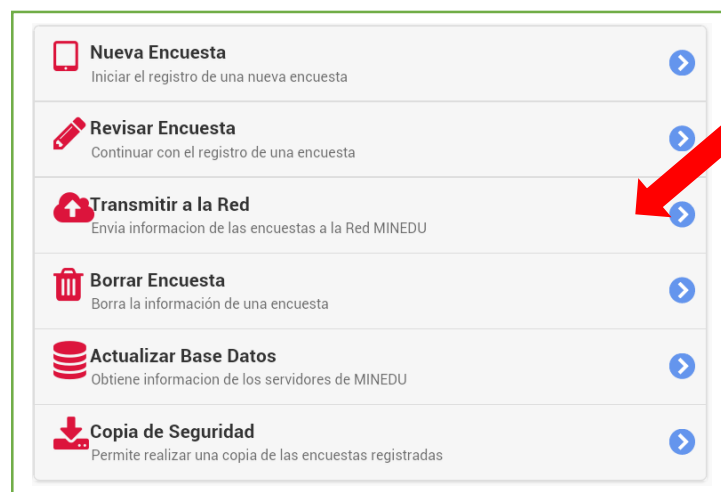 Nueva Encuesta
Iniciar el registro de una nueva encuesta
Revisar Encuesta
Continuar con el registro de una encuesta
Transmitir a la Red
Envia informacion de las encuestas a la Red MINEDU
Borrar Encuesta
Borra la información de una encuesta
Actualizar Base Datos
Obtiene informacion de los servidores de MINEDU
Copia de Seguridad
Permite realizar una copia de las encuestas registradas